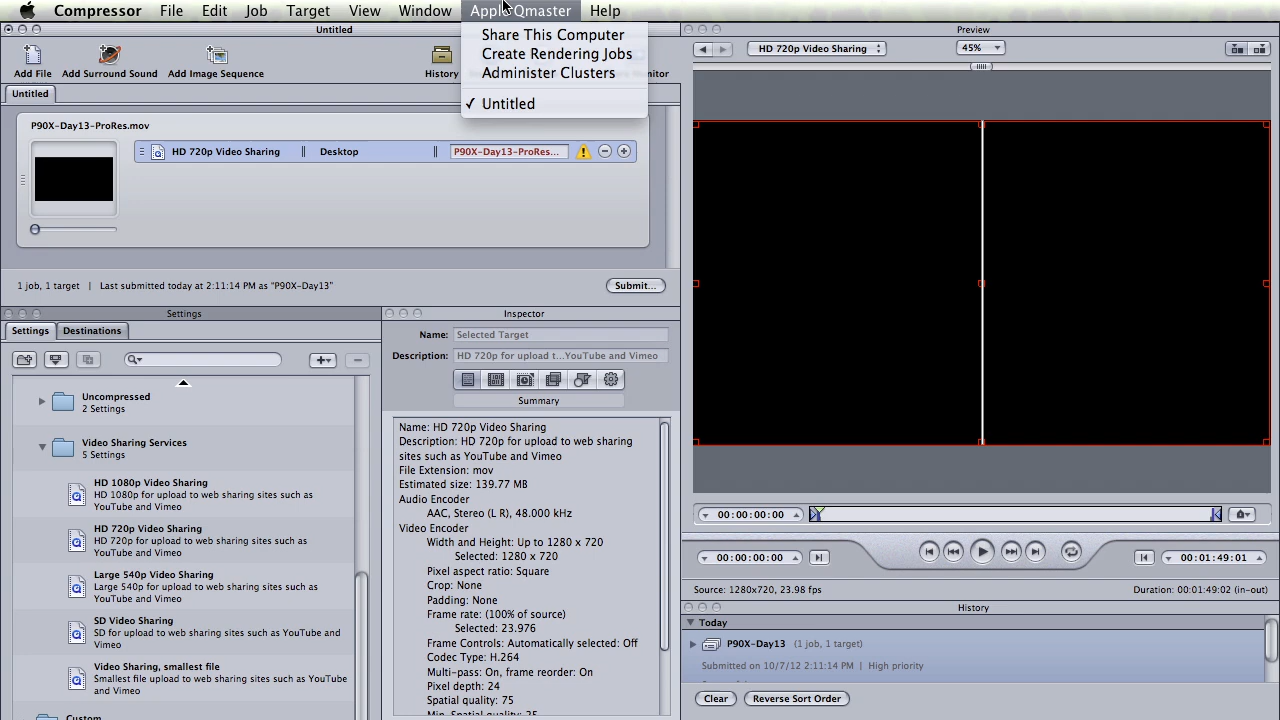 Compressor File Edit Job Target View Window Apple Qmaster Help
Untitled
Add File Add Surround Sound Add Image Sequence History Monitor
Share This Computer
Create Rendering Jobs
Administer Clusters
✓ Untitled
Untitled
P90X-Day13-ProRes.mov
HD 720p Video Sharing Desktop P90X-Day13-ProRes...
1 job, 1 target | Last submitted today at 2:11:14 PM as "P90X-Day13"
Submit...
Settings
Settings Destinations
Uncompressed
2 Settings
Video Sharing Services
5 Settings
HD 1080p Video Sharing
HD 1080p for upload to web sharing sites such as
YouTube and Vimeo
HD 720p Video Sharing
HD 720p for upload to web sharing sites such as
YouTube and Vimeo
Large 540p Video Sharing
Large 540p for upload to web sharing sites such as
YouTube and Vimeo
SD Video Sharing
SD for upload to web sharing sites such as YouTube and
Vimeo
Video Sharing, smallest file
Smallest file upload to web sharing sites such as YouTube
and Vimeo
Custom
Inspector
Name: Selected Target
Description: HD 720p for upload t...YouTube and Vimeo
Summary
Name: HD 720p Video Sharing
Description: HD 720p for upload to web sharing
sites such as YouTube and Vimeo
File Extension: mov
Estimated size: 139.77 MB
Audio Encoder
AAC, Stereo (L R), 48.000 kHz
Video Encoder
Width and Height: Up to 1280 x 720
Selected: 1280 x 720
Pixel aspect ratio: Square
Crop: None
Padding: None
Frame rate: (100% of source)
Selected: 23.976
Frame Controls: Automatically selected: Off
Codec Type: H.264
Multi-pass: On, frame reorder: On
Pixel depth: 24
Spatial quality: 75
Min. Spatial quality: 25
Preview
HD 720p Video Sharing 45%
00:00:00:00
00:00:00:00 00:01:49:01
Source: 1280x720, 23.98 fps Duration: 00:01:49:02 (in-out)
History
Today
P90X-Day13 (1 job, 1 target)
Submitted on 10/7/12 2:11:14 PM | High priority
Clear Reverse Sort Order